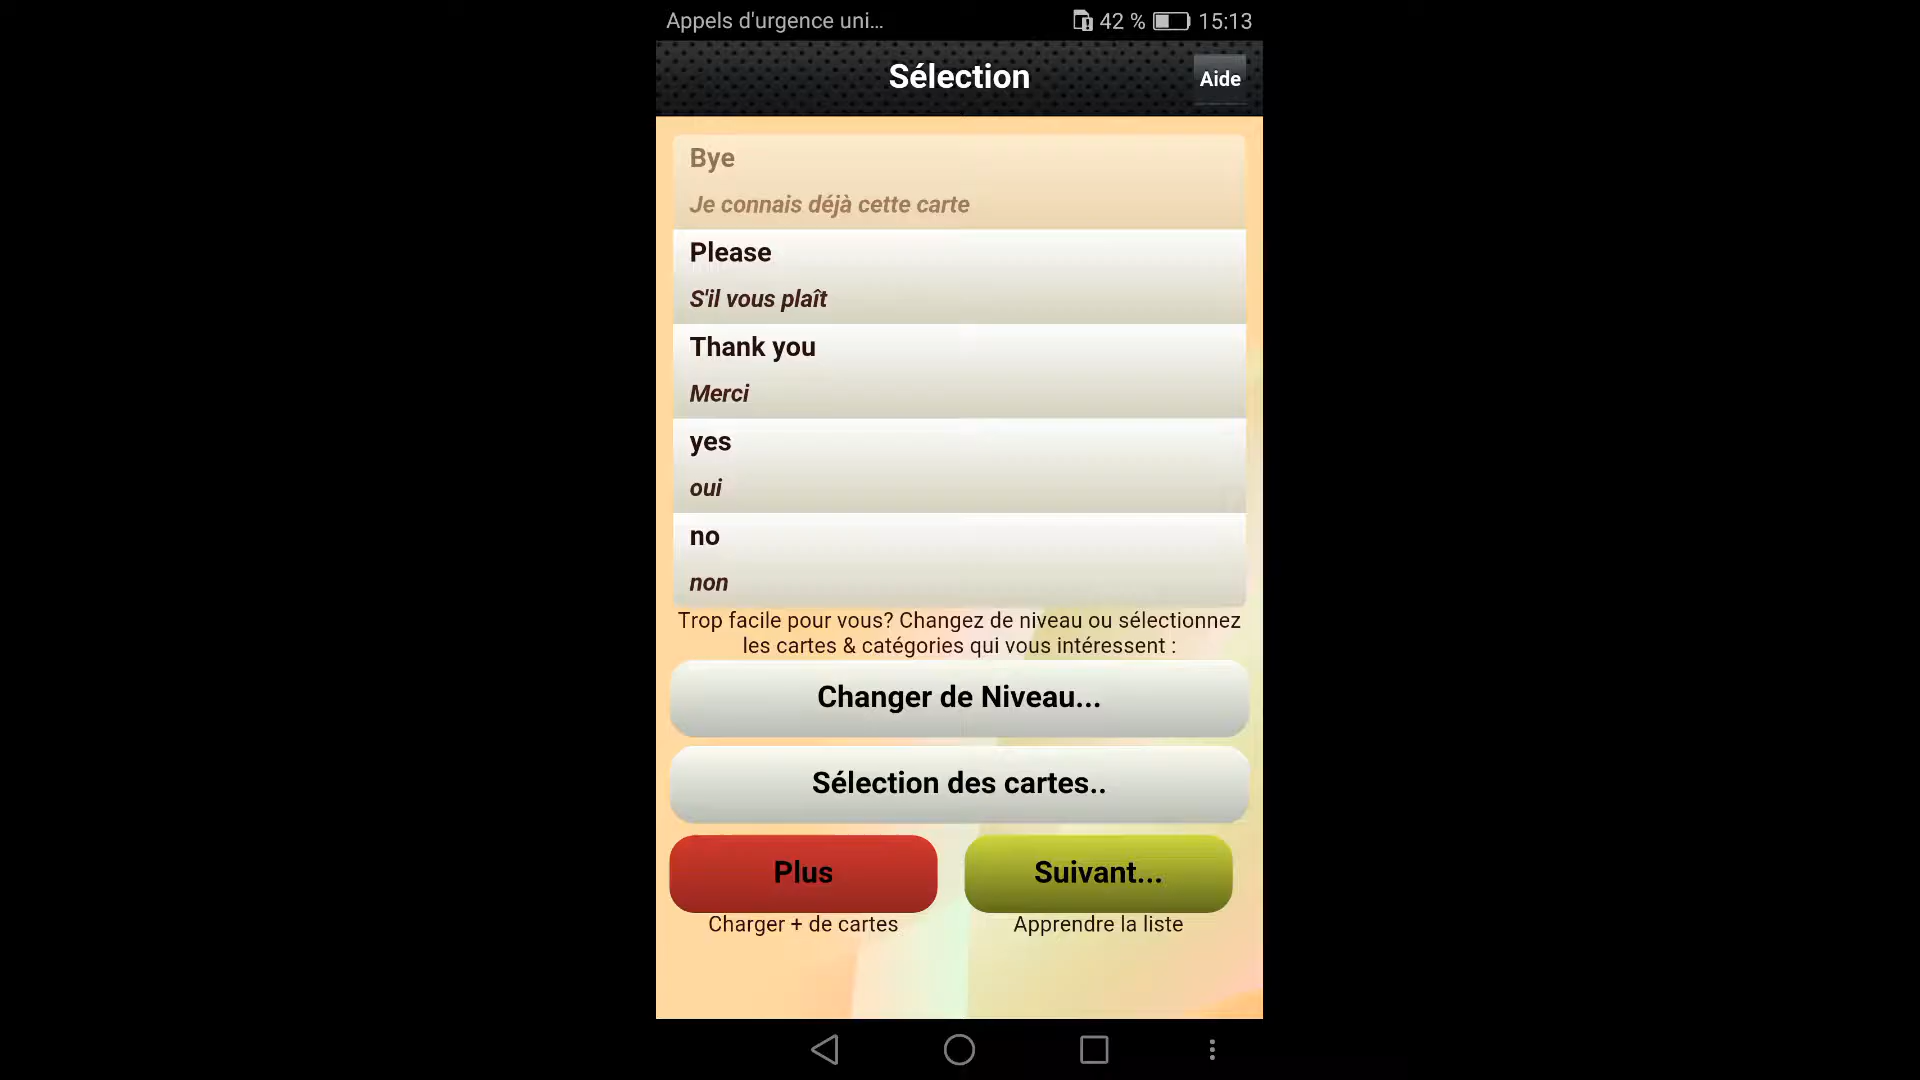 Appels d'urgence uni... 42 % 15:13
Sélection
Aide
Bye
Je connais déjà cette carte
Please
S'il vous plaît
Thank you
Merci
yes
oui
no
non
Trop facile pour vous? Changez de niveau ou sélectionnez
les cartes & catégories qui vous intéressent :
Changer de Niveau...
Sélection des cartes..
Plus
Suivant...
Charger + de cartes
Apprendre la liste